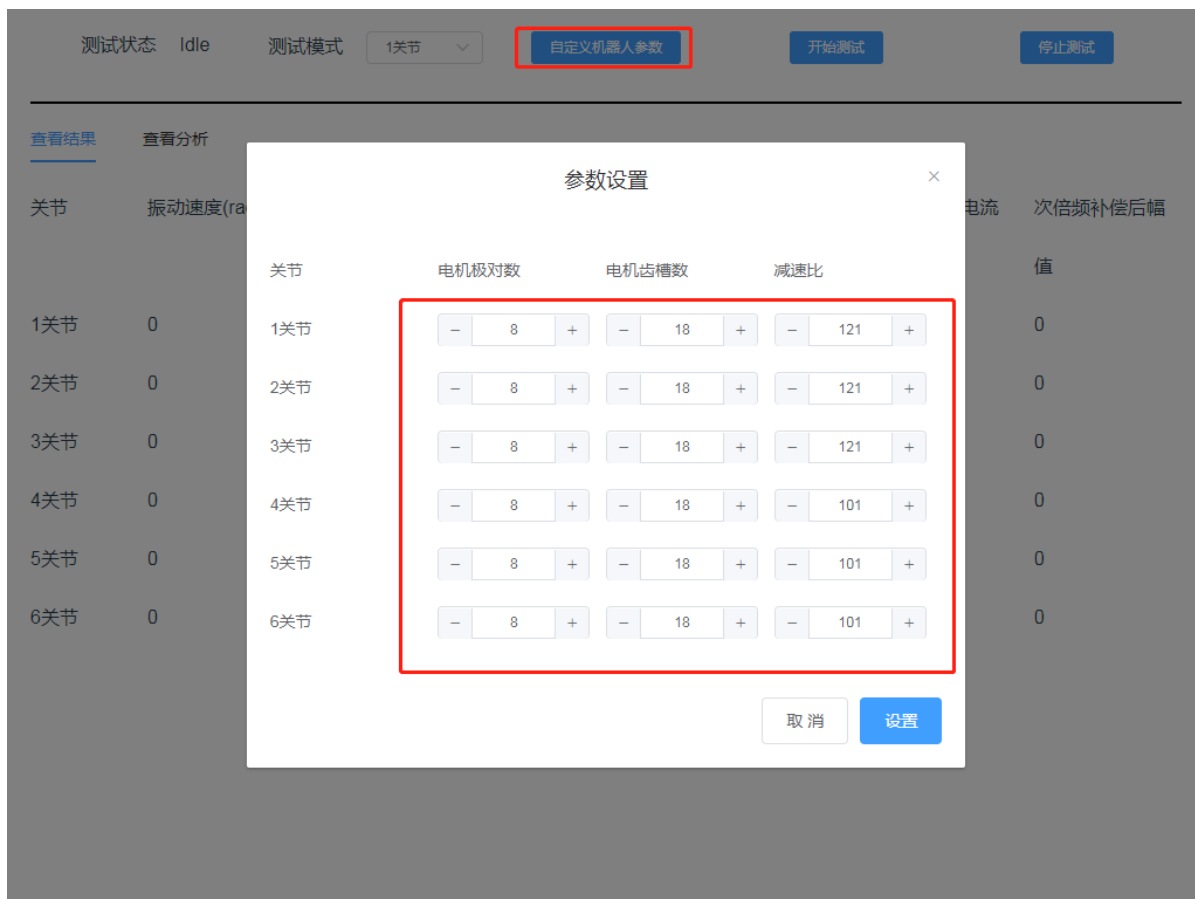 测试状态 Idle 测试模式 1关节 自定义机器人参数 开始测试 停止测试
查看结果 查看分析
参数设置 ×
关节 振动速度(ra 电流 次倍频补偿后幅
值
关节 电机极对数 电机齿槽数 减速比
1关节 0 1关节 − 8 + − 18 + − 121 + 0
2关节 0 2关节 − 8 + − 18 + − 121 + 0
3关节 0 3关节 − 8 + − 18 + − 121 + 0
4关节 0 4关节 − 8 + − 18 + − 101 + 0
5关节 0 5关节 − 8 + − 18 + − 101 + 0
6关节 0 6关节 − 8 + − 18 + − 101 + 0
取消 设置